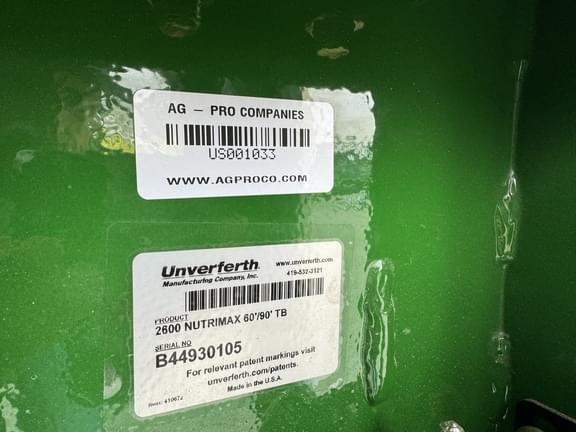 AG – PRO COMPANIES
US001033
WWW.AGPROCO.COM
Unverferth
Manufacturing Company, Inc.
www.unverferth.com
419-532-3121
PRODUCT
2600 NUTRIMAX 60'/90' TB
SERIAL NO
B44930105
For relevant patent markings visit
unverferth.com/patents.
Made in the U.S.A.